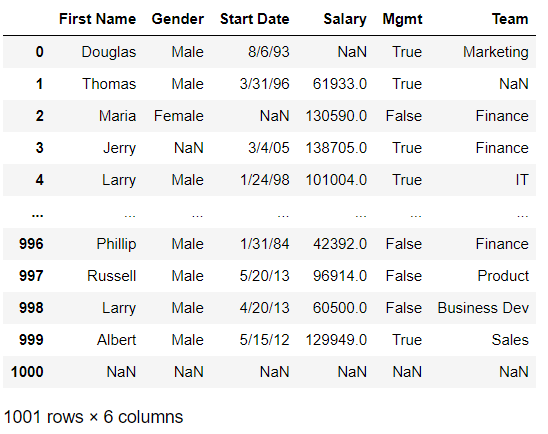 First Name Gender Start Date Salary Mgmt Team
0 Douglas Male 8/6/93 NaN True Marketing
1 Thomas Male 3/31/96 61933.0 True NaN
2 Maria Female NaN 130590.0 False Finance
3 Jerry NaN 3/4/05 138705.0 True Finance
4 Larry Male 1/24/98 101004.0 True IT
... ... ... ... ... ... ...
996 Phillip Male 1/31/84 42392.0 False Finance
997 Russell Male 5/20/13 96914.0 False Product
998 Larry Male 4/20/13 60500.0 False Business Dev
999 Albert Male 5/15/12 129949.0 True Sales
1000 NaN NaN NaN NaN NaN NaN
1001 rows × 6 columns